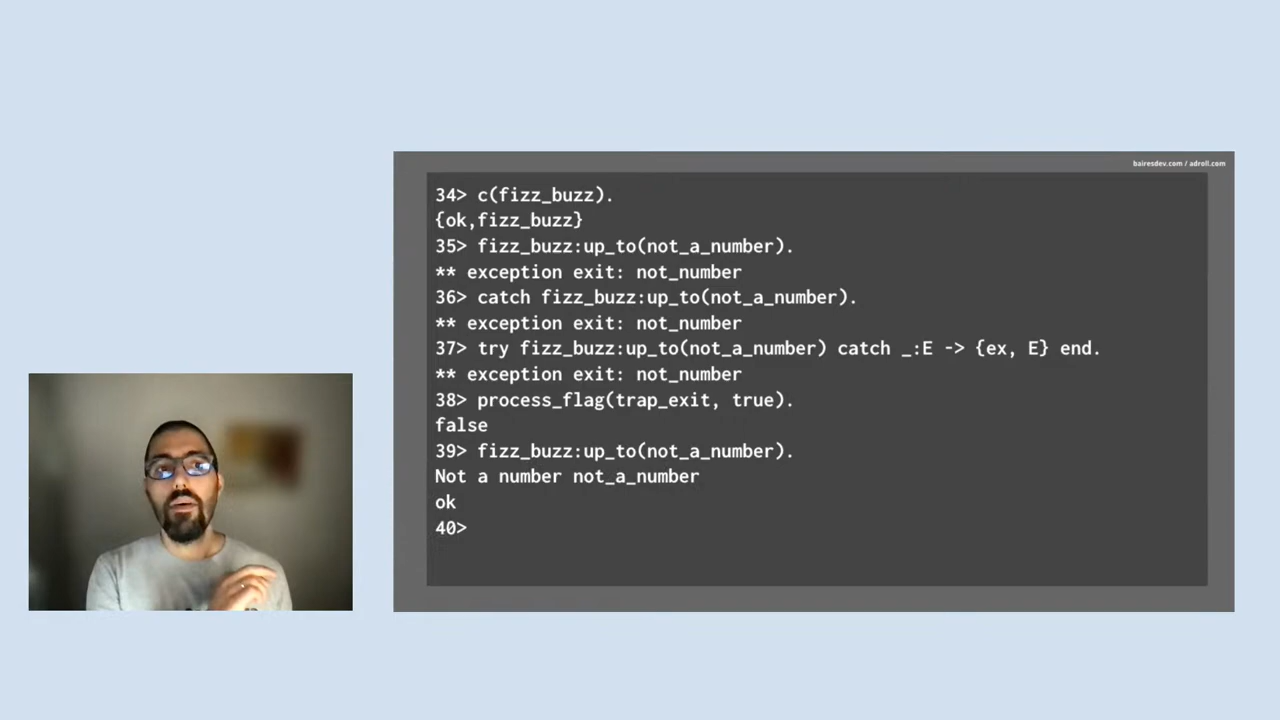 bairesdev.com / adroll.com
34> c(fizz_buzz).
{ok,fizz_buzz}
35> fizz_buzz:up_to(not_a_number).
** exception exit: not_number
36> catch fizz_buzz:up_to(not_a_number).
** exception exit: not_number
37> try fizz_buzz:up_to(not_a_number) catch _:E -> {ex, E} end.
** exception exit: not_number
38> process_flag(trap_exit, true).
false
39> fizz_buzz:up_to(not_a_number).
Not a number not_a_number
ok
40>